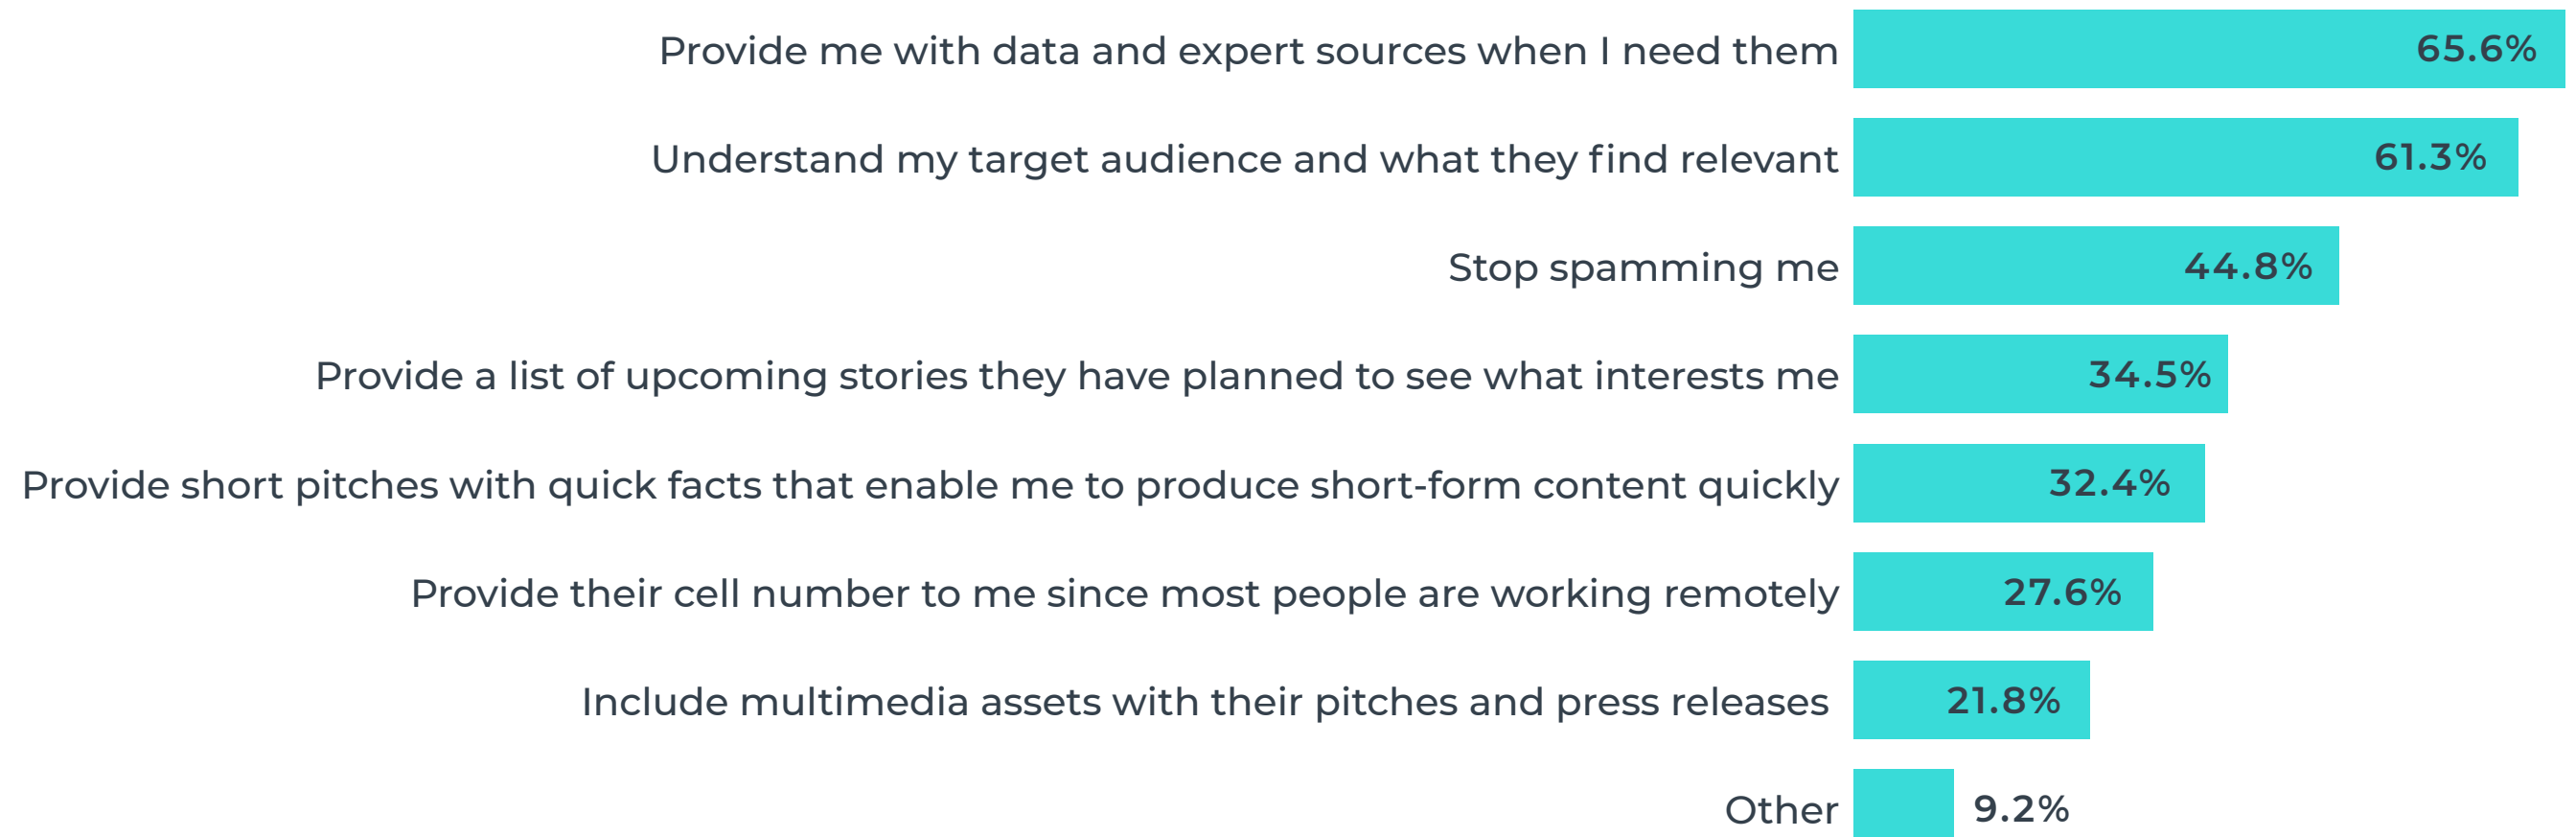 Provide me with data and expert sources when I need them 65.6%
Understand my target audience and what they find relevant 61.3%
Stop spamming me 44.8%
Provide a list of upcoming stories they have planned to see what interests me 34.5%
Provide short pitches with quick facts that enable me to produce short-form content quickly 32.4%
Provide their cell number to me since most people are working remotely 27.6%
Include multimedia assets with their pitches and press releases 21.8%
Other 9.2%